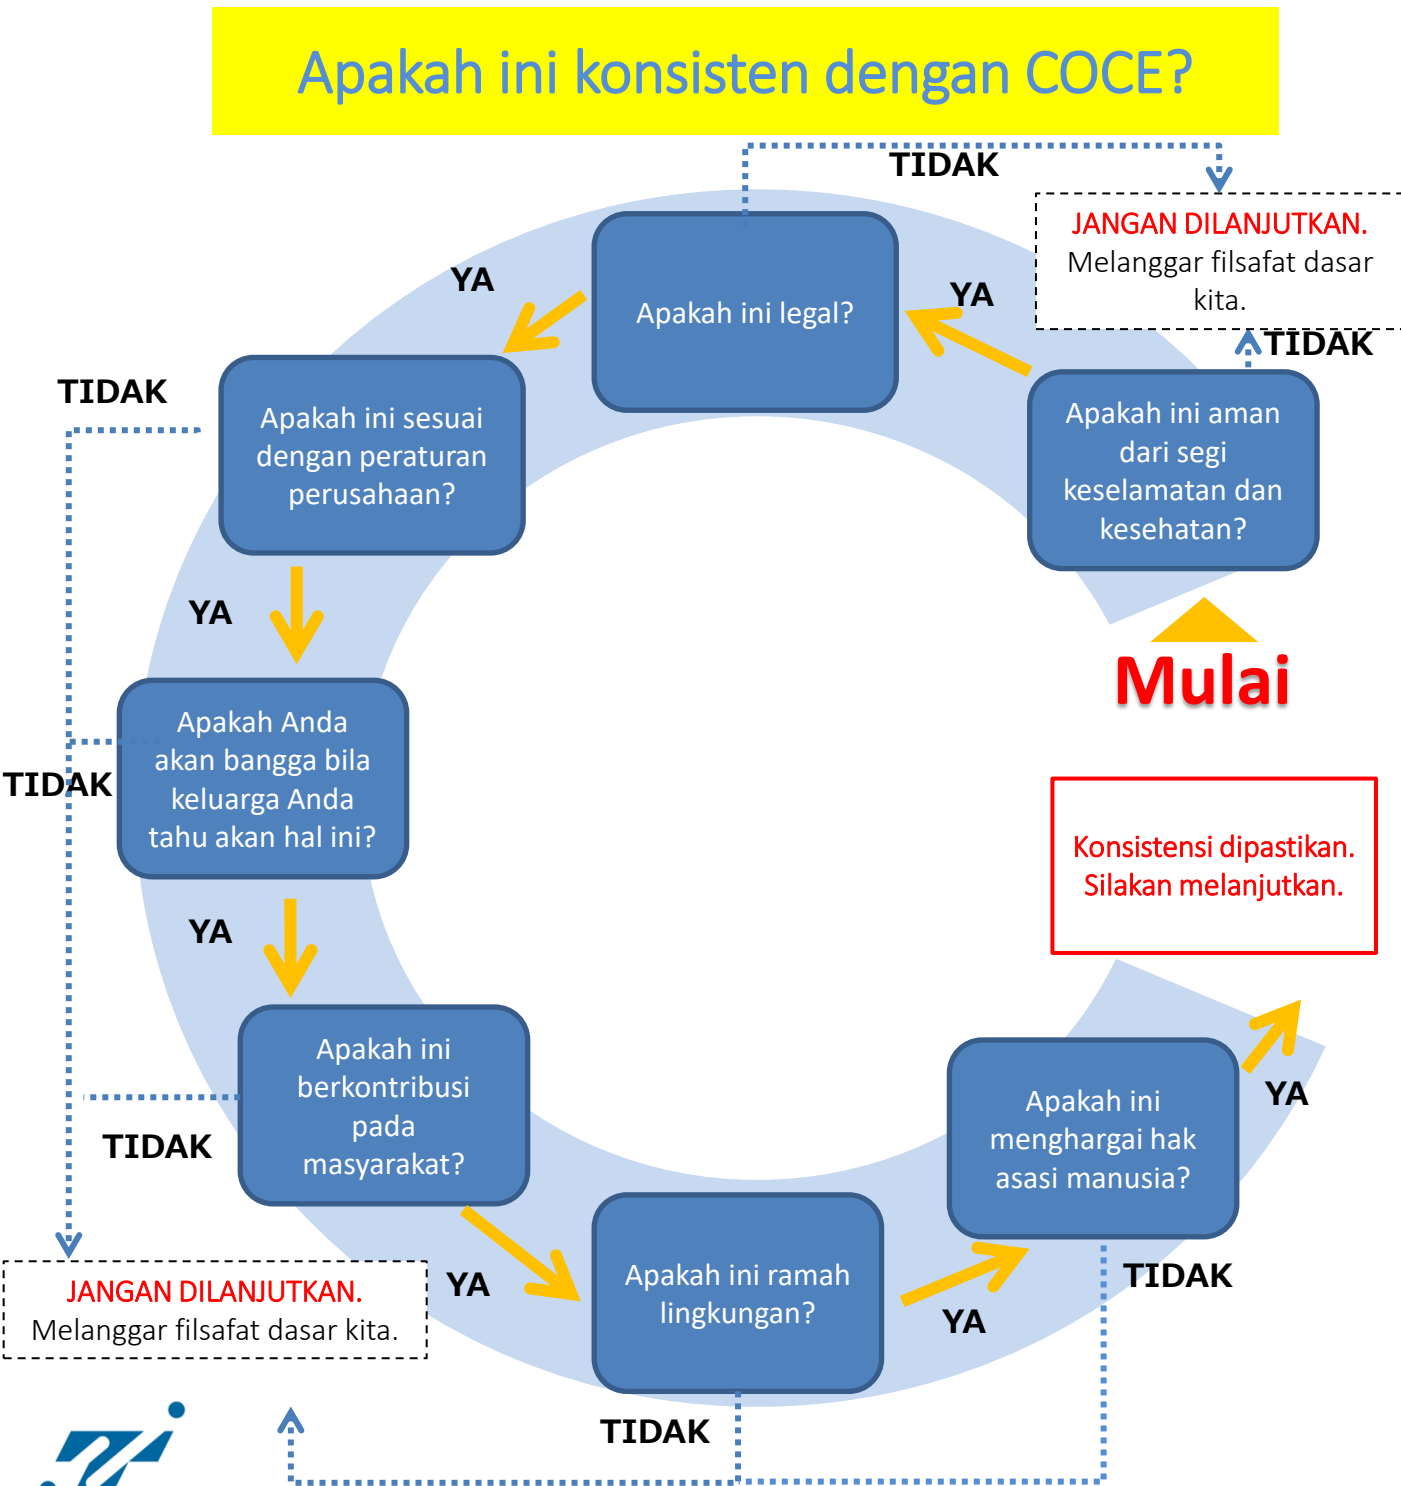 Apakah ini konsisten dengan COCE?
TIDAK
JANGAN DILANJUTKAN.
Melanggar filsafat dasar
kita.
TIDAK
Apakah ini aman
dari segi
keselamatan dan
kesehatan?
Mulai
YA
Apakah ini legal?
YA
Apakah ini sesuai
dengan peraturan
perusahaan?
TIDAK
YA
Apakah Anda
akan bangga bila
keluarga Anda
tahu akan hal ini?
TIDAK
YA
Apakah ini
berkontribusi
pada
masyarakat?
TIDAK
JANGAN DILANJUTKAN.
Melanggar filsafat dasar kita.
YA
Apakah ini ramah
lingkungan?
TIDAK
YA
Apakah ini
menghargai hak
asasi manusia?
TIDAK
YA
Konsistensi dipastikan.
Silakan melanjutkan.